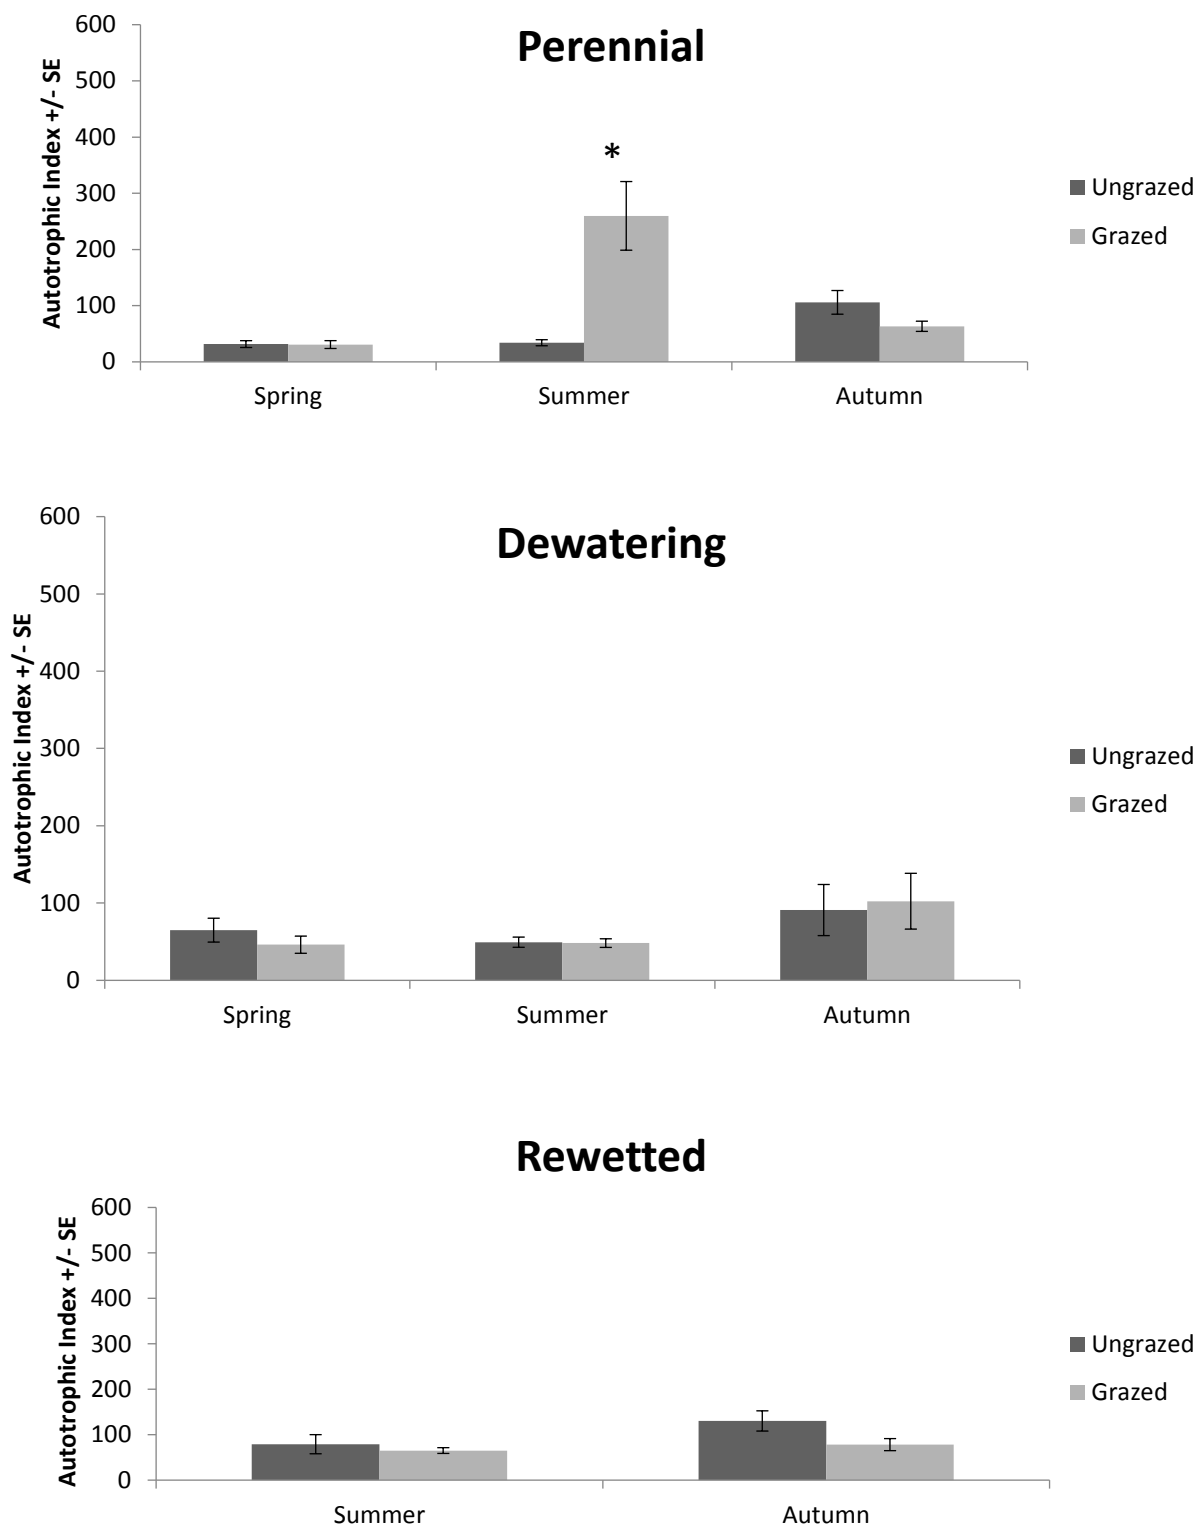 Perennial
Autotrophic Index +/- SE
600
500
400
300
200
100
0
*
Spring Summer Autumn
Ungrazed
Grazed
Dewatering
Autotrophic Index +/- SE
600
500
400
300
200
100
0
Spring Summer Autumn
Ungrazed
Grazed
Rewetted
Autotrophic Index +/- SE
600
500
400
300
200
100
0
Summer Autumn
Ungrazed
Grazed